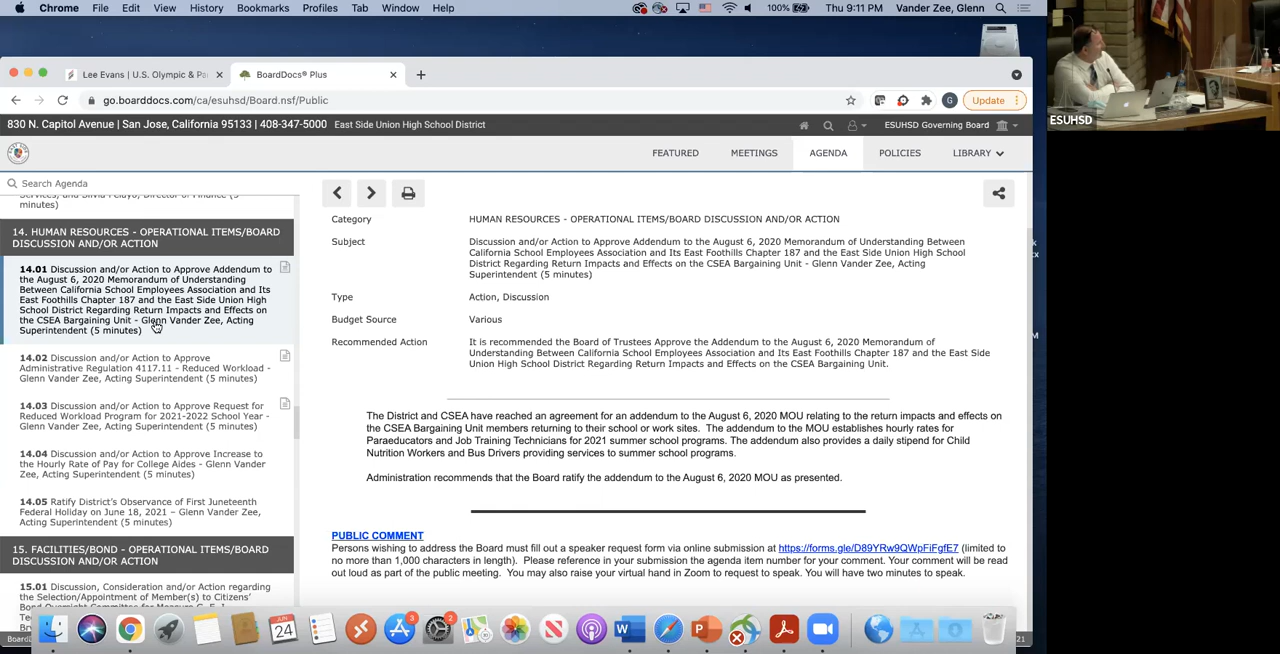 Chrome File Edit View History Bookmarks Profiles Tab Window Help 100% Thu 9:11 PM Vander Zee, Glenn
Lee Evans | U.S. Olympic & Pa
BoardDocs® Plus
go.boarddocs.com/ca/esuhsd/Board.nsf/Public
G
Update
830 N. Capitol Avenue | San Jose, California 95133 | 408-347-5000 East Side Union High School District
ESUHSD Governing Board
FEATURED MEETINGS AGENDA POLICIES LIBRARY
Search Agenda
Services, and Silvia Pelayo, Director of Finance (5
minutes)
14. HUMAN RESOURCES - OPERATIONAL ITEMS/BOARD
DISCUSSION AND/OR ACTION
14.01 Discussion and/or Action to Approve Addendum to
the August 6, 2020 Memorandum of Understanding
Between California School Employees Association and Its
East Foothills Chapter 187 and the East Side Union High
School District Regarding Return Impacts and Effects on
the CSEA Bargaining Unit - Glenn Vander Zee, Acting
Superintendent (5 minutes)
14.02 Discussion and/or Action to Approve
Administrative Regulation 4117.11 - Reduced Workload -
Glenn Vander Zee, Acting Superintendent (5 minutes)
14.03 Discussion and/or Action to Approve Request for
Reduced Workload Program for 2021-2022 School Year -
Glenn Vander Zee, Acting Superintendent (5 minutes)
14.04 Discussion and/or Action to Approve Increase to
the Hourly Rate of Pay for College Aides - Glenn Vander
Zee, Acting Superintendent (5 minutes)
14.05 Ratify District's Observance of First Juneteenth
Federal Holiday on June 18, 2021 – Glenn Vander Zee,
Acting Superintendent (5 minutes)
15. FACILITIES/BOND - OPERATIONAL ITEMS/BOARD
DISCUSSION AND/OR ACTION
15.01 Discussion, Consideration and/or Action regarding
the Selection/Appointment of Member(s) to Citizens'
Category HUMAN RESOURCES - OPERATIONAL ITEMS/BOARD DISCUSSION AND/OR ACTION
Subject Discussion and/or Action to Approve Addendum to the August 6, 2020 Memorandum of Understanding Between
California School Employees Association and Its East Foothills Chapter 187 and the East Side Union High
School District Regarding Return Impacts and Effects on the CSEA Bargaining Unit - Glenn Vander Zee, Acting
Superintendent (5 minutes)
Type Action, Discussion
Budget Source Various
Recommended Action It is recommended the Board of Trustees Approve the Addendum to the August 6, 2020 Memorandum of
Understanding Between California School Employees Association and Its East Foothills Chapter 187 and the East Side
Union High School District Regarding Return Impacts and Effects on the CSEA Bargaining Unit.
The District and CSEA have reached an agreement for an addendum to the August 6, 2020 MOU relating to the return impacts and effects on
the CSEA Bargaining Unit members returning to their school or work sites. The addendum to the MOU establishes hourly rates for
Paraeducators and Job Training Technicians for 2021 summer school programs. The addendum also provides a daily stipend for Child
Nutrition Workers and Bus Drivers providing services to summer school programs.
Administration recommends that the Board ratify the addendum to the August 6, 2020 MOU as presented.
PUBLIC COMMENT
Persons wishing to address the Board must fill out a speaker request form via online submission at https://forms.gle/D89YRw9QWpFiFgfE7 (limited to
no more than 1,000 characters in length). Please reference in your submission the agenda item number for your comment. Your comment will be read
out loud as part of the public meeting. You may also raise your virtual hand in Zoom to request to speak. You will have two minutes to speak.
JUN
24
3
2
21
ESUHSD